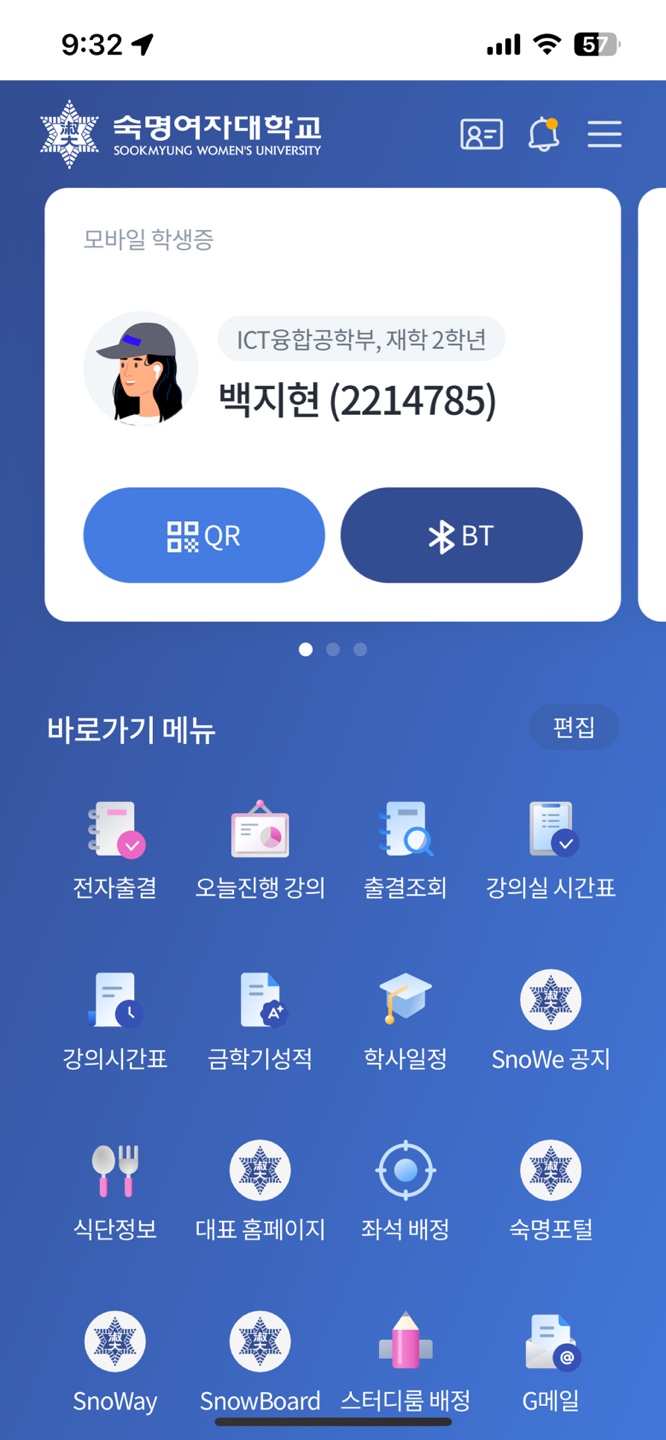 9:32
57
숙명여자대학교
SOOKMYUNG WOMEN'S UNIVERSITY
모바일 학생증
ICT융합공학부, 재학 2학년
백지현 (2214785)
QR
BT
바로가기 메뉴
편집
전자출결
오늘진행 강의
출결조회
강의실 시간표
강의시간표
A+
금학기성적
학사일정
SnoWe 공지
식단정보
대표 홈페이지
좌석 배정
숙명포털
SnoWay
SnowBoard
스터디룸 배정
@
G메일